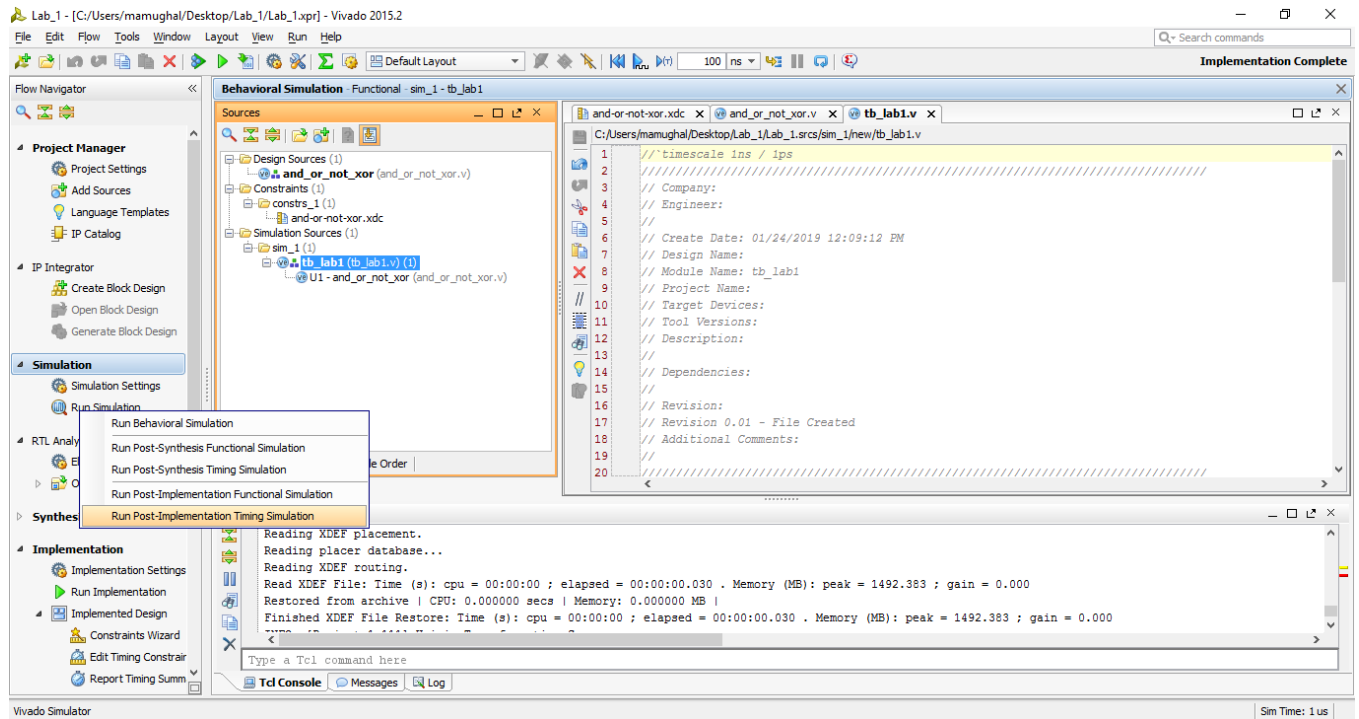 Lab_1 - [C:/Users/mamughal/Desktop/Lab_1/Lab_1.xpr] - Vivado 2015.2
File Edit Flow Tools Window Layout View Run Help
Search commands
Default Layout
100 ns
Implementation Complete
Flow Navigator
Project Manager
Project Settings
Add Sources
Language Templates
IP Catalog
IP Integrator
Create Block Design
Open Block Design
Generate Block Design
Simulation
Simulation Settings
Run Simulation
RTL Analy
Synthes
Implementation
Implementation Settings
Run Implementation
Implemented Design
Constraints Wizard
Edit Timing Constrair
Report Timing Summ
Run Behavioral Simulation
Run Post-Synthesis Functional Simulation
Run Post-Synthesis Timing Simulation
Run Post-Implementation Functional Simulation
Run Post-Implementation Timing Simulation
Behavioral Simulation - Functional - sim_1 - tb_lab1
Sources
Design Sources (1)
and_or_not_xor (and_or_not_xor.v)
Constraints (1)
constrs_1 (1)
and-or-not-xor.xdc
Simulation Sources (1)
sim_1 (1)
tb_lab1 (tb_lab1.v) (1)
U1 - and_or_not_xor (and_or_not_xor.v)
le Order
and-or-not-xor.xdc and_or_not_xor.v tb_lab1.v
C:/Users/mamughal/Desktop/Lab_1/Lab_1.srcs/sim_1/new/tb_lab1.v
1 //`timescale 1ns / 1ps
2 //////////////////////////////////////////////////////////////////////////////////
3 // Company:
4 // Engineer:
5 //
6 // Create Date: 01/24/2019 12:09:12 PM
7 // Design Name:
8 // Module Name: tb_lab1
9 // Project Name:
10 // Target Devices:
11 // Tool Versions:
12 // Description:
13 //
14 // Dependencies:
15 //
16 // Revision:
17 // Revision 0.01 - File Created
18 // Additional Comments:
19 //
20 //////////////////////////////////////////////////////////////////////////////////
Reading XDEF placement.
Reading placer database...
Reading XDEF routing.
Read XDEF File: Time (s): cpu = 00:00:00 ; elapsed = 00:00:00.030 . Memory (MB): peak = 1492.383 ; gain = 0.000
Restored from archive | CPU: 0.000000 secs | Memory: 0.000000 MB |
Finished XDEF File Restore: Time (s): cpu = 00:00:00 ; elapsed = 00:00:00.030 . Memory (MB): peak = 1492.383 ; gain = 0.000
Type a Tcl command here
Tcl Console Messages Log
Vivado Simulator
Sim Time: 1 us